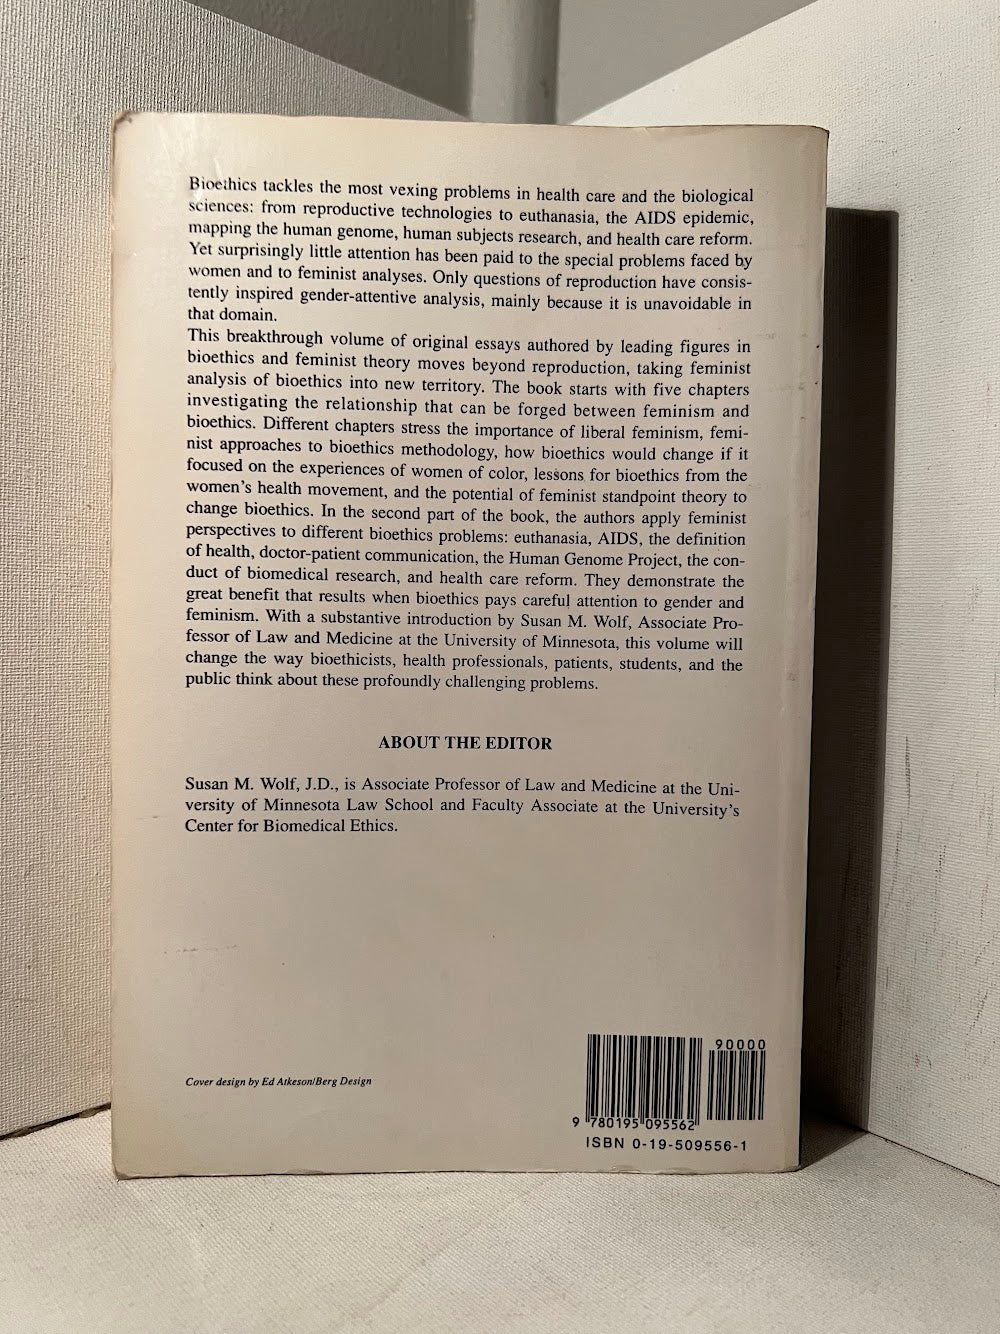 Bioethics tackles the most vexing problems in health care and the biological
sciences: from reproductive technologies to euthanasia, the AIDS epidemic,
mapping the human genome, human subjects research, and health care reform.
Yet surprisingly little attention has been paid to the special problems faced by
women and to feminist analyses. Only questions of reproduction have consis-
tently inspired gender-attentive analysis, mainly because it is unavoidable in
that domain.
This breakthrough volume of original essays authored by leading figures in
bioethics and feminist theory moves beyond reproduction, taking feminist
analysis of bioethics into new territory. The book starts with five chapters
investigating the relationship that can be forged between feminism and
bioethics. Different chapters stress the importance of liberal feminism, femi-
nist approaches to bioethics methodology, how bioethics would change if it
focused on the experiences of women of color, lessons for bioethics from the
women's health movement, and the potential of feminist standpoint theory to
change bioethics. In the second part of the book, the authors apply feminist
perspectives to different bioethics problems: euthanasia, AIDS, the definition
of health, doctor-patient communication, the Human Genome Project, the con-
duct of biomedical research, and health care reform. They demonstrate the
great benefit that results when bioethics pays careful attention to gender and
feminism. With a substantive introduction by Susan M. Wolf, Associate Pro-
fessor of Law and Medicine at the University of Minnesota, this volume will
change the way bioethicists, health professionals, patients, students, and the
public think about these profoundly challenging problems.
ABOUT THE EDITOR
Susan M. Wolf, J.D., is Associate Professor of Law and Medicine at the Uni-
versity of Minnesota Law School and Faculty Associate at the University's
Center for Biomedical Ethics.
Cover design by Ed Atkeson/Berg Design
90000
9 780195 095562
ISBN 0-19-509556-1